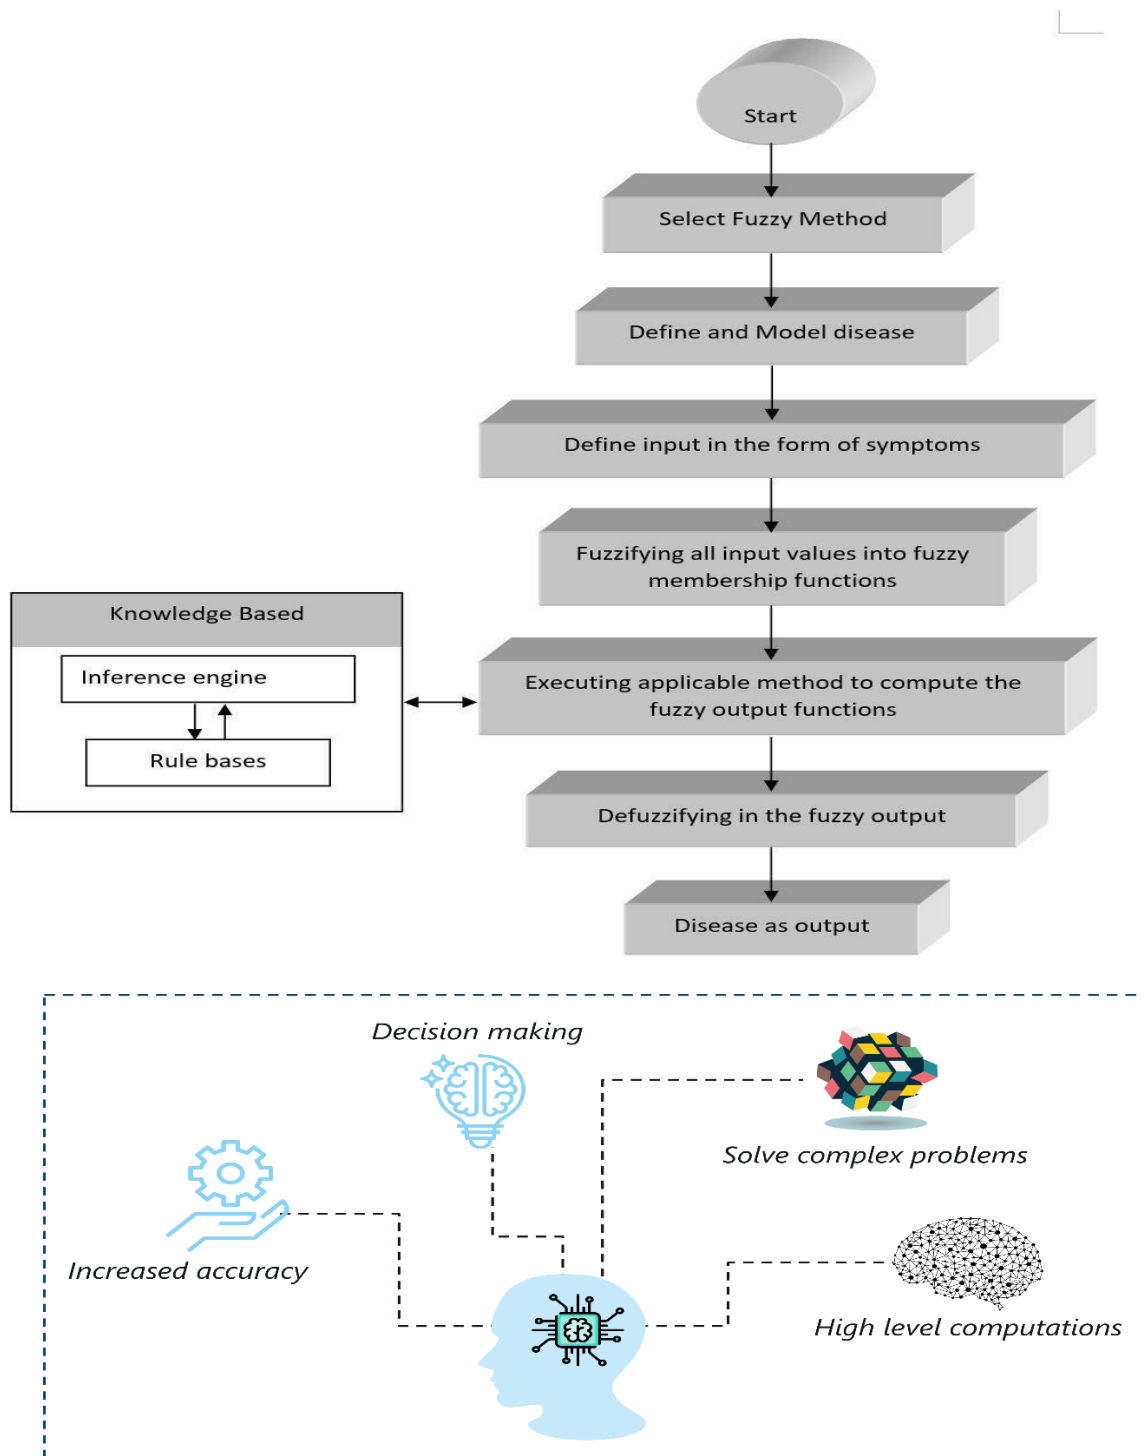 Start
Select Fuzzy Method
Define and Model disease
Define input in the form of symptoms
Fuzzifying all input values into fuzzy
membership functions
Knowledge Based
Inference engine
Rule bases
Executing applicable method to compute the
fuzzy output functions
Defuzzifying in the fuzzy output
Disease as output
Decision making
Solve complex problems
Increased accuracy
High level computations